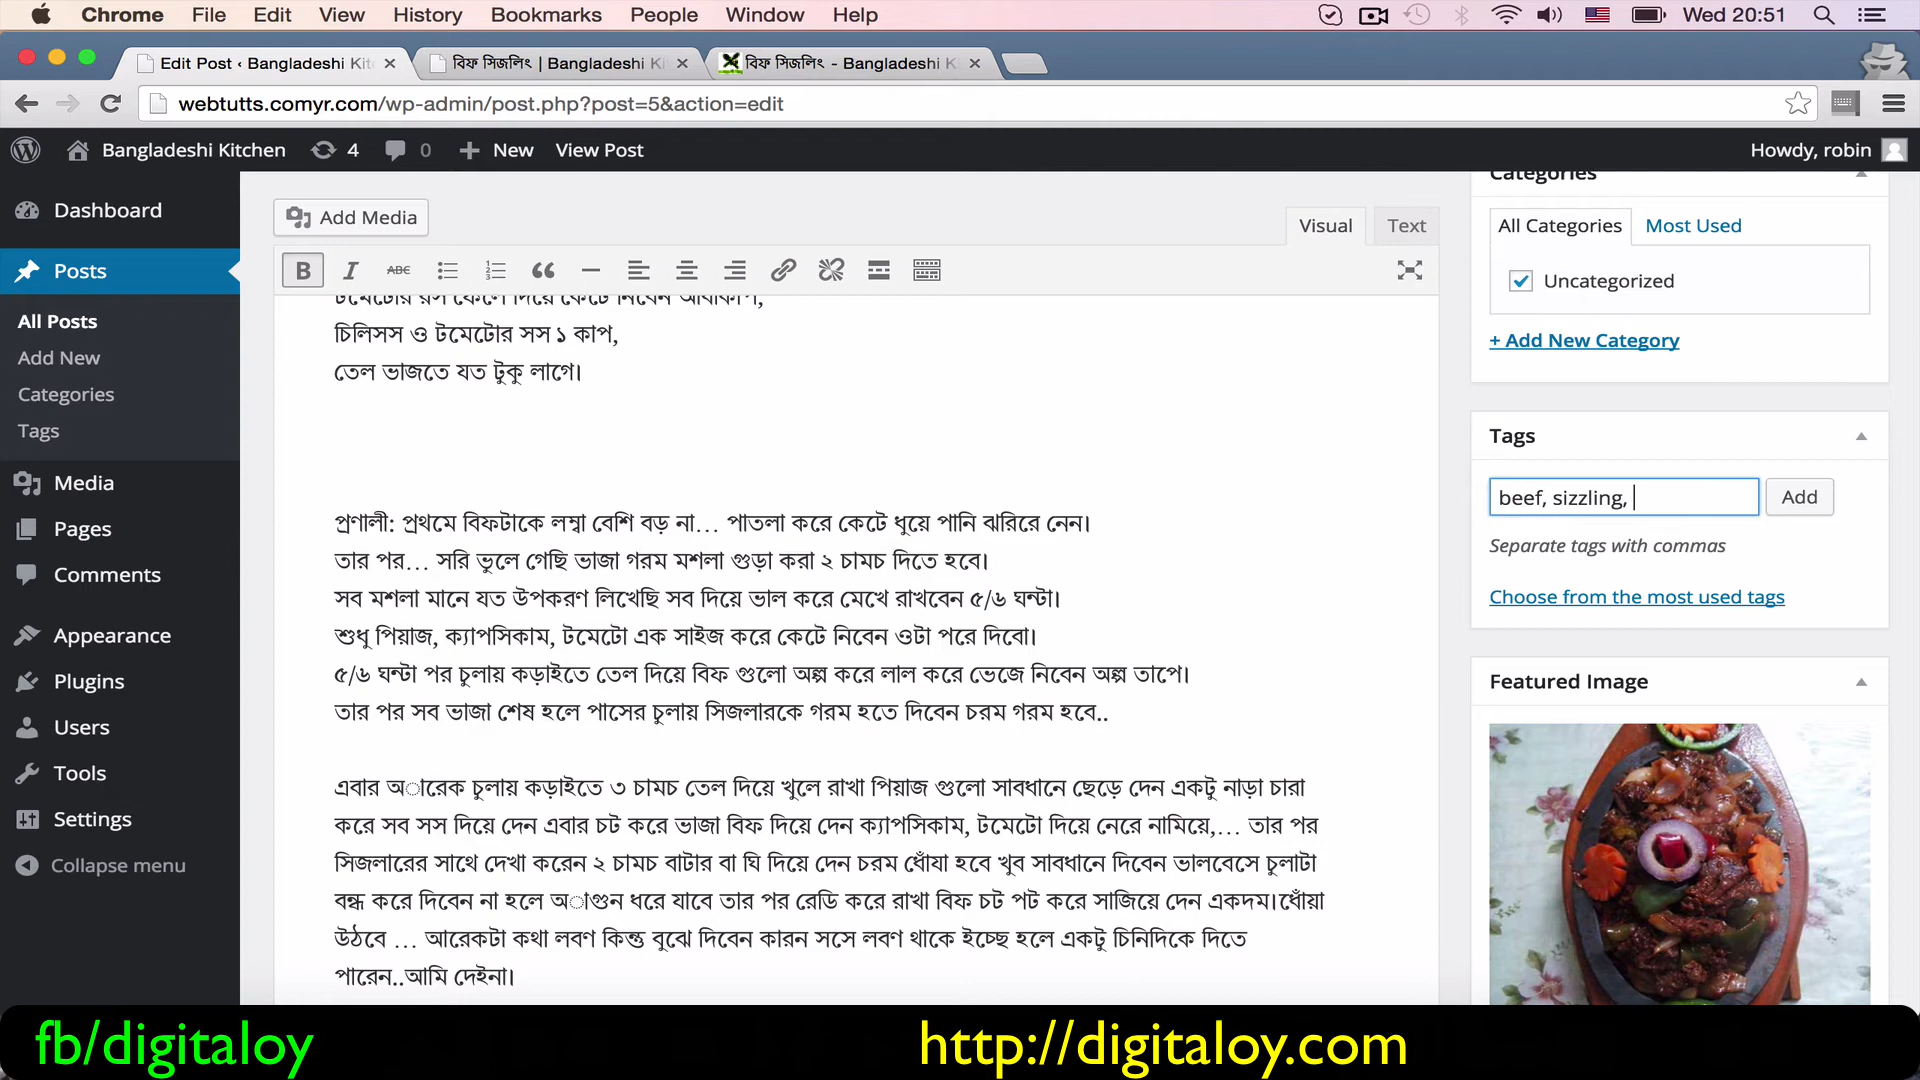 Chrome File Edit View History Bookmarks People Window Help Wed 20:51
Edit Post ‹ Bangladeshi Kitc
বিফ সিজলিং | Bangladeshi Ki
বিফ সিজলিং - Bangladeshi K
webtutts.comyr.com/wp-admin/post.php?post=5&action=edit
Bangladeshi Kitchen 4 0 New View Post Howdy, robin
Dashboard
Posts
All Posts
Add New
Categories
Tags
Media
Pages
Comments
Appearance
Plugins
Users
Tools
Settings
Collapse menu
Add Media
Visual Text
B I ABC
টমেটোর রস ফেলে দিয়ে কেটে নিবেন আধাকাপ,
চিলিসস ও টমেটোর সস ১ কাপ,
তেল ভাজতে যত টুকু লাগে।
প্রণালী: প্রথমে বিফটাকে লম্বা বেশি বড় না… পাতলা করে কেটে ধুয়ে পানি ঝরিরে নেন।
তার পর… সরি ভুলে গেছি ভাজা গরম মশলা গুড়া করা ২ চামচ দিতে হবে।
সব মশলা মানে যত উপকরণ লিখেছি সব দিয়ে ভাল করে মেখে রাখবেন ৫/৬ ঘন্টা।
শুধু পিয়াজ, ক্যাপসিকাম, টমেটো এক সাইজ করে কেটে নিবেন ওটা পরে দিবো।
৫/৬ ঘন্টা পর চুলায় কড়াইতে তেল দিয়ে বিফ গুলো অল্প করে লাল করে ভেজে নিবেন অল্প তাপে।
তার পর সব ভাজা শেষ হলে পাসের চুলায় সিজলারকে গরম হতে দিবেন চরম গরম হবে..
এবার অারেক চুলায় কড়াইতে ৩ চামচ তেল দিয়ে খুলে রাখা পিয়াজ গুলো সাবধানে ছেড়ে দেন একটু নাড়া চারা
করে সব সস দিয়ে দেন এবার চট করে ভাজা বিফ দিয়ে দেন ক্যাপসিকাম, টমেটো দিয়ে নেরে নামিয়ে,… তার পর
সিজলারের সাথে দেখা করেন ২ চামচ বাটার বা ঘি দিয়ে দেন চরম ধোঁযা হবে খুব সাবধানে দিবেন ভালবেসে চুলাটা
বন্ধ করে দিবেন না হলে অাগুন ধরে যাবে তার পর রেডি করে রাখা বিফ চট পট করে সাজিয়ে দেন একদম।ধোঁয়া
উঠবে … আরেকটা কথা লবণ কিন্তু বুঝে দিবেন কারন সসে লবণ থাকে ইচ্ছে হলে একটু চিনিদিকে দিতে
পারেন..আমি দেইনা।
Categories
All Categories Most Used
Uncategorized
+ Add New Category
Tags
beef, sizzling, Add
Separate tags with commas
Choose from the most used tags
Featured Image
fb/digitaloy http://digitaloy.com